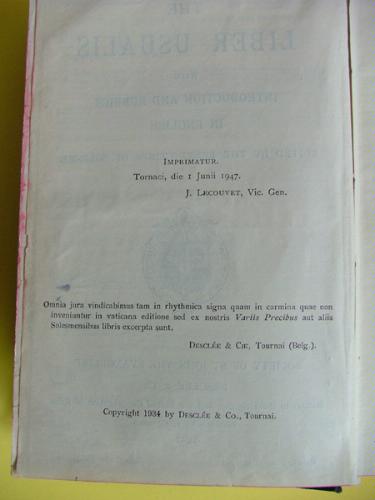 IMPRIMATUR.
Tornaci, die 1 Junii 1947.
J. LECOUVET, Vic. Gen.
Omnia jura vindicabimus tam in rhythmica signa quam in carmina quae non
inveniantur in vaticana editione sed ex nostris Variis Precibus aut aliis
Solesmensibus libris excerpta sunt.
DESCLÉE & CIE, Tournai (Belg.).
Copyright 1934 by DESCLÉE & Co., Tournai.